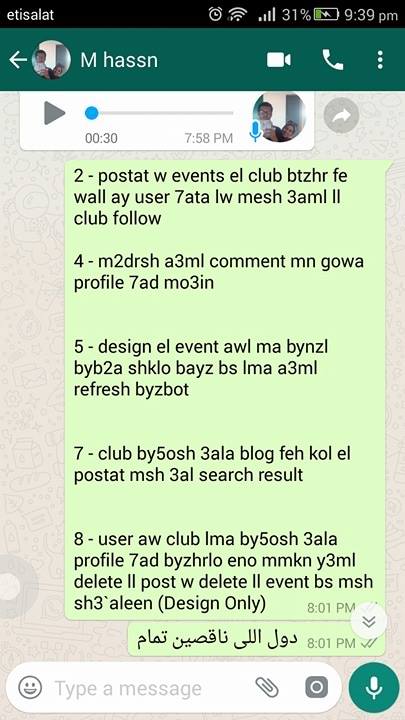 etisalat 31% 9:39 pm
M hassn
00:30 7:58 PM
2 - postat w events el club btzhr fe
wall ay user 7ata lw mesh 3aml ll
club follow
4 - m2drsh a3ml comment mn gowa
profile 7ad mo3in
5 - design el event awl ma bynzl
byb2a shklo bayz bs lma a3ml
refresh byzbot
7 - club by5osh 3ala blog feh kol el
postat msh 3al search result
8 - user aw club lma by5osh 3ala
profile 7ad byzhrlo eno mmkn y3ml
delete ll post w delete ll event bs msh
sh3`aleen (Design Only) 8:01 PM
دول اللى ناقصين تمام 8:01 PM
Type a message